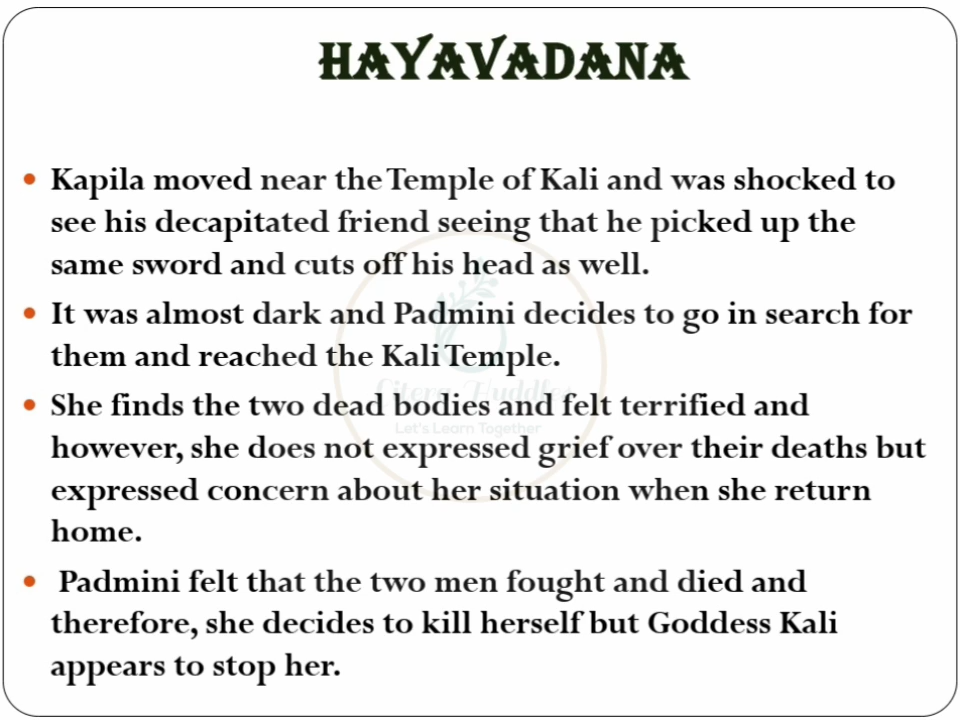 HAYAVADANA
Kapila moved near the Temple of Kali and was shocked to
see his decapitated friend seeing that he picked up the
same sword and cuts off his head as well.
It was almost dark and Padmini decides to go in search for
them and reached the Kali Temple.
She finds the two dead bodies and felt terrified and
however, she does not expressed grief over their deaths but
expressed concern about her situation when she return
home.
Padmini felt that the two men fought and died and
therefore, she decides to kill herself but Goddess Kali
appears to stop her.
Let's Learn Together